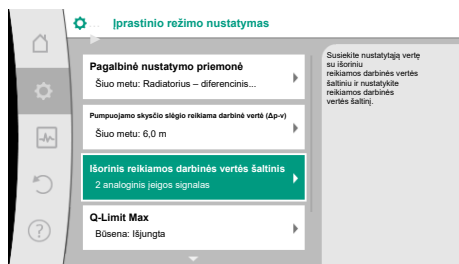 Įprastinio režimo nustatymas
Pagalbinė nustatymo priemonė
Šiuo metu: Radiatorius – diferencinis...
Pumpuojamo skysčio slėgio reikiama darbinė vertė (Δp-v)
Šiuo metu: 6,0 m
Išorinis reikiamos darbinės vertės šaltinis
2 analoginis įeigos signalas
Q-Limit Max
Būsena: Išjungta
Susiekite nustatytąją vertę
su išoriniu
reikiamos darbinės vertės
šaltiniu ir nustatykite
reikiamos darbinės
vertės šaltinį.